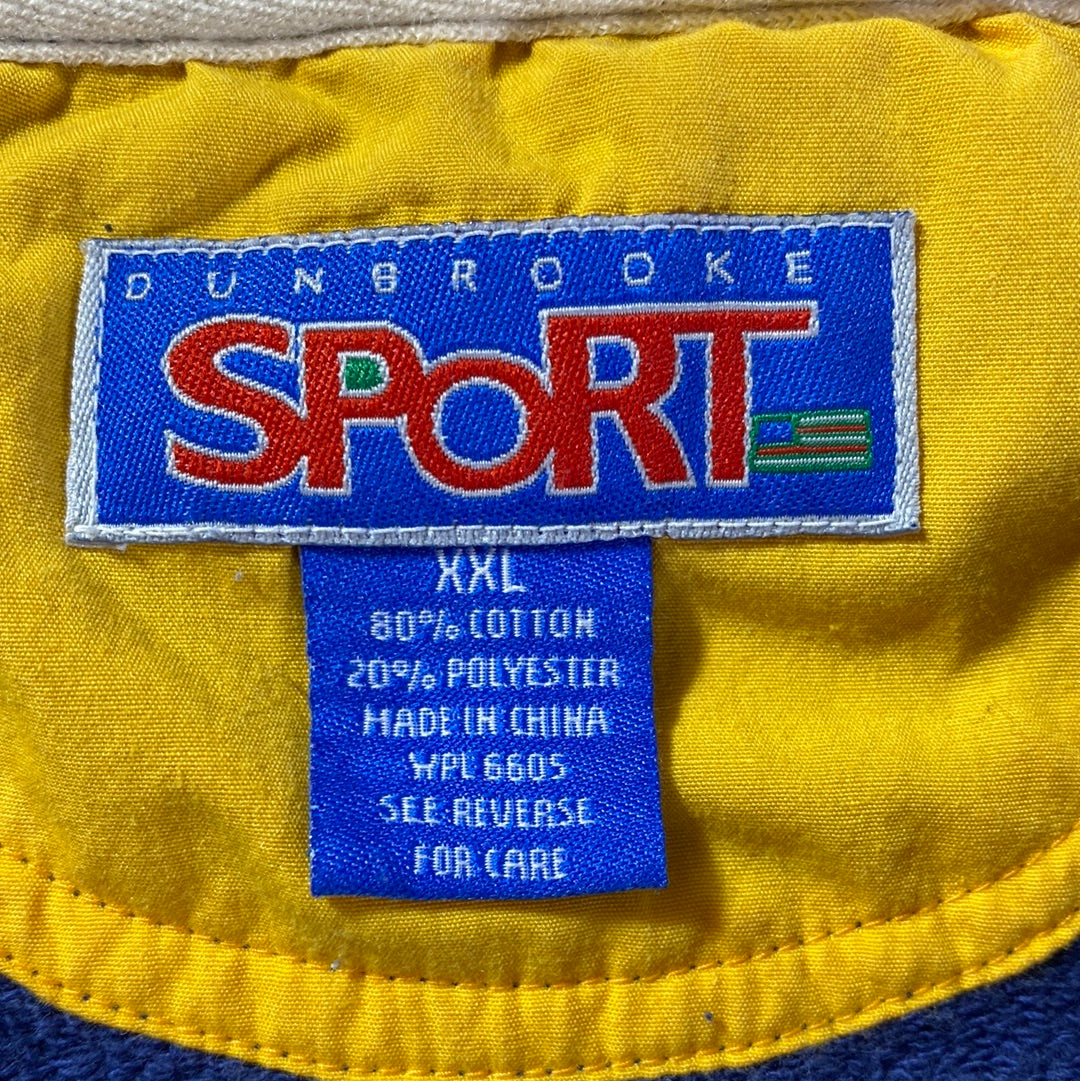 DUNBROOKE
SPORT
XXL
80% COTTON
20% POLYESTER
MADE IN CHINA
WPL 6605
SEE REVERSE
FOR CARE